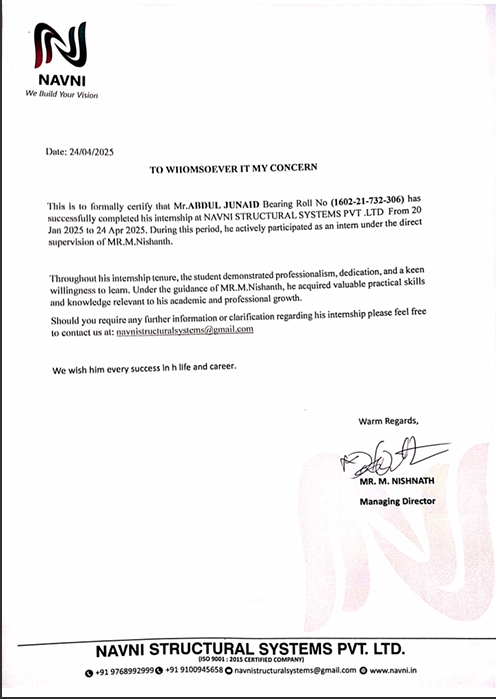 NAVNI
We Build Your Vision
Date: 24/04/2025
TO WHOMSOEVER IT MY CONCERN
This is to formally certify that Mr.ABDUL JUNAID Bearing Roll No (1602-21-732-306) has
successfully completed his internship at NAVNI STRUCTURAL SYSTEMS PVT .LTD From 20
Jan 2025 to 24 Apr 2025. During this period, he actively participated as an intern under the direct
supervision of MR.M.Nishanth.
Throughout his internship tenure, the student demonstrated professionalism, dedication, and a keen
willingness to learn. Under the guidance of MR.M.Nishanth, he acquired valuable practical skills
and knowledge relevant to his academic and professional growth.
Should you require any further information or clarification regarding his internship please feel free
to contact us at: navnistructuralsystems@gmail.com
We wish him every success in h life and career.
Warm Regards,
MR. M. NISHNATH
Managing Director
NAVNI STRUCTURAL SYSTEMS PVT. LTD.
(ISO 9001 : 2015 CERTIFIED COMPANY)
+91 9768992999 +91 9100945658 navnistructuralsystems@gmail.com www.navni.in